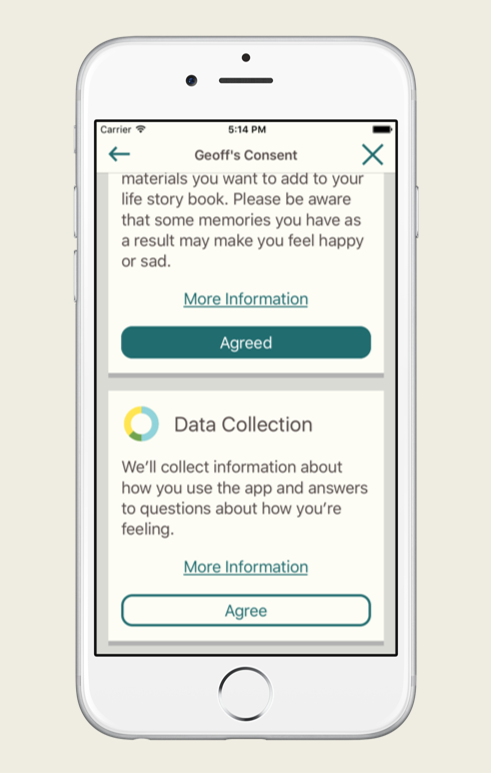 Carrier 5:14 PM
Geoff's Consent
materials you want to add to your
life story book. Please be aware
that some memories you have as
a result may make you feel happy
or sad.
More Information
Agreed
Data Collection
We’ll collect information about
how you use the app and answers
to questions about how you’re
feeling.
More Information
Agree